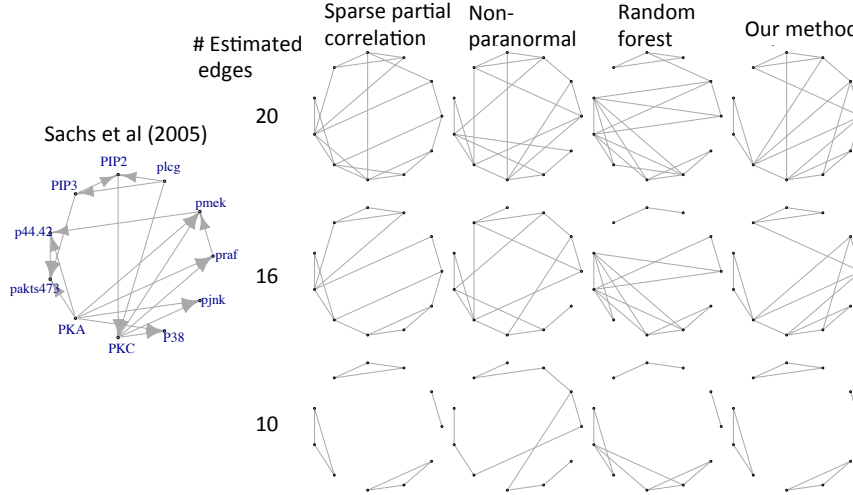 Sparse partial
correlation
Non-
paranormal
Random
forest
Our method
# Estimated
edges
20
16
10
Sachs et al (2005)
PIP2
plcg
PIP3
pmek
p44.42
praf
pakts473
pjnk
PKA
P38
PKC